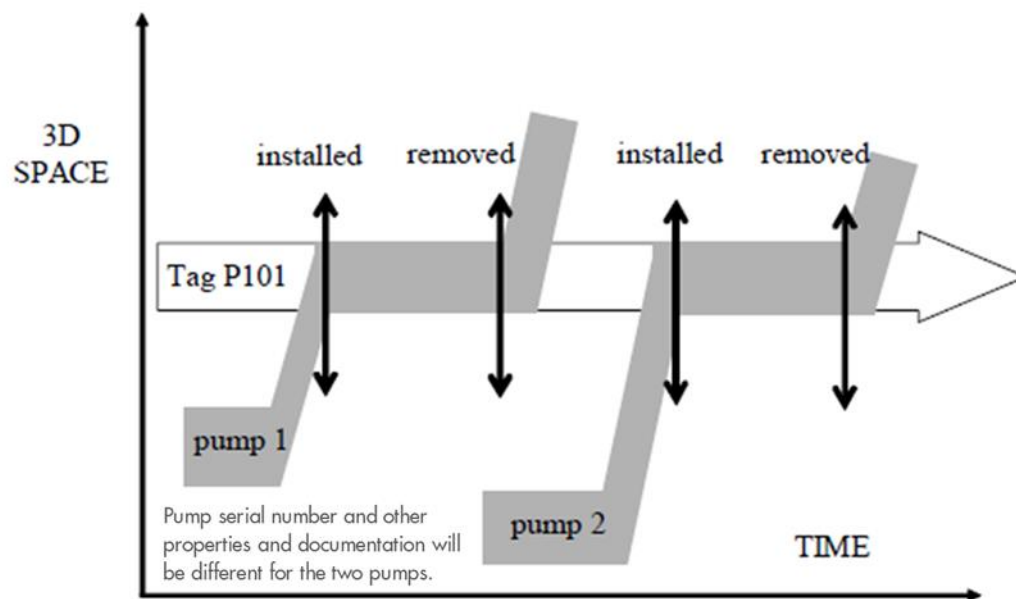 3D
SPACE
installed
removed
installed
removed
Tag P101
pump 1
pump 2
Pump serial number and other
properties and documentation will
be different for the two pumps.
TIME